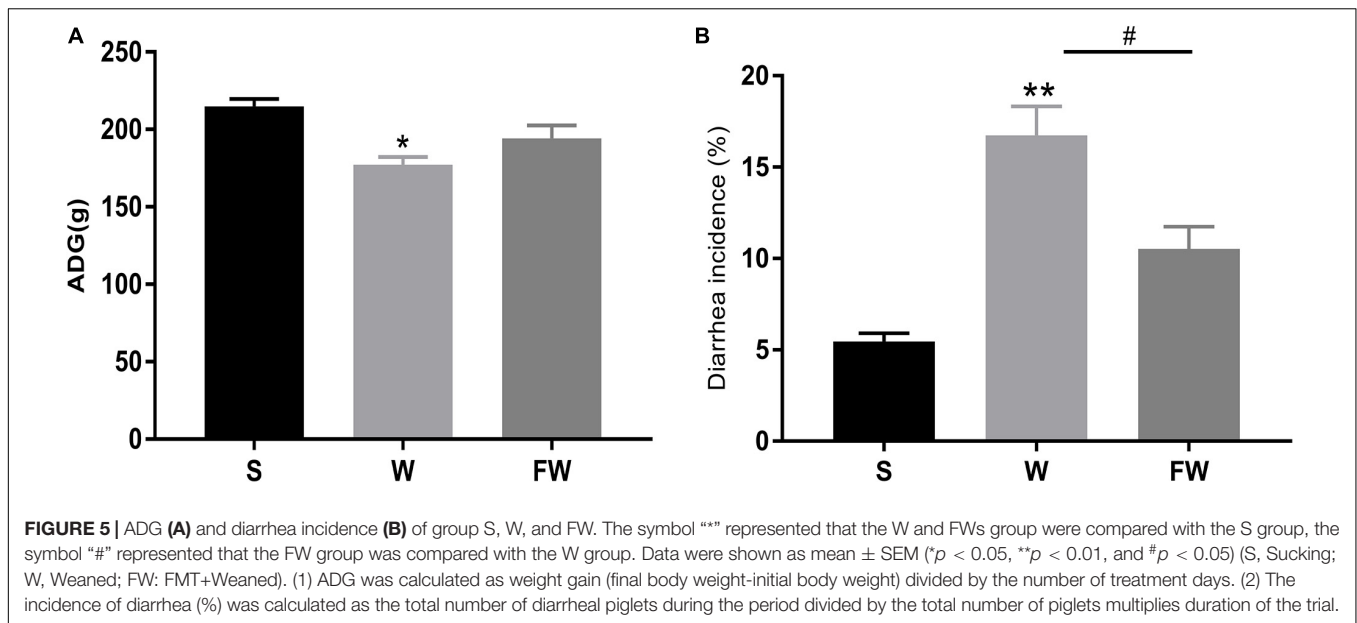 A
250
200
150
100
50
0
ADG(g)
*
S W FW
B
#
20
15
10
5
0
Diarrhea incidence (%)
**
S W FW
FIGURE 5 | ADG (A) and diarrhea incidence (B) of group S, W, and FW. The symbol “*” represented that the W and FWs group were compared with the S group, the
symbol “#” represented that the FW group was compared with the W group. Data were shown as mean ± SEM (*p < 0.05, **p < 0.01, and #p < 0.05) (S, Sucking;
W, Weaned; FW: FMT+Weaned). (1) ADG was calculated as weight gain (final body weight-initial body weight) divided by the number of treatment days. (2) The
incidence of diarrhea (%) was calculated as the total number of diarrheal piglets during the period divided by the total number of piglets multiplies duration of the trial.